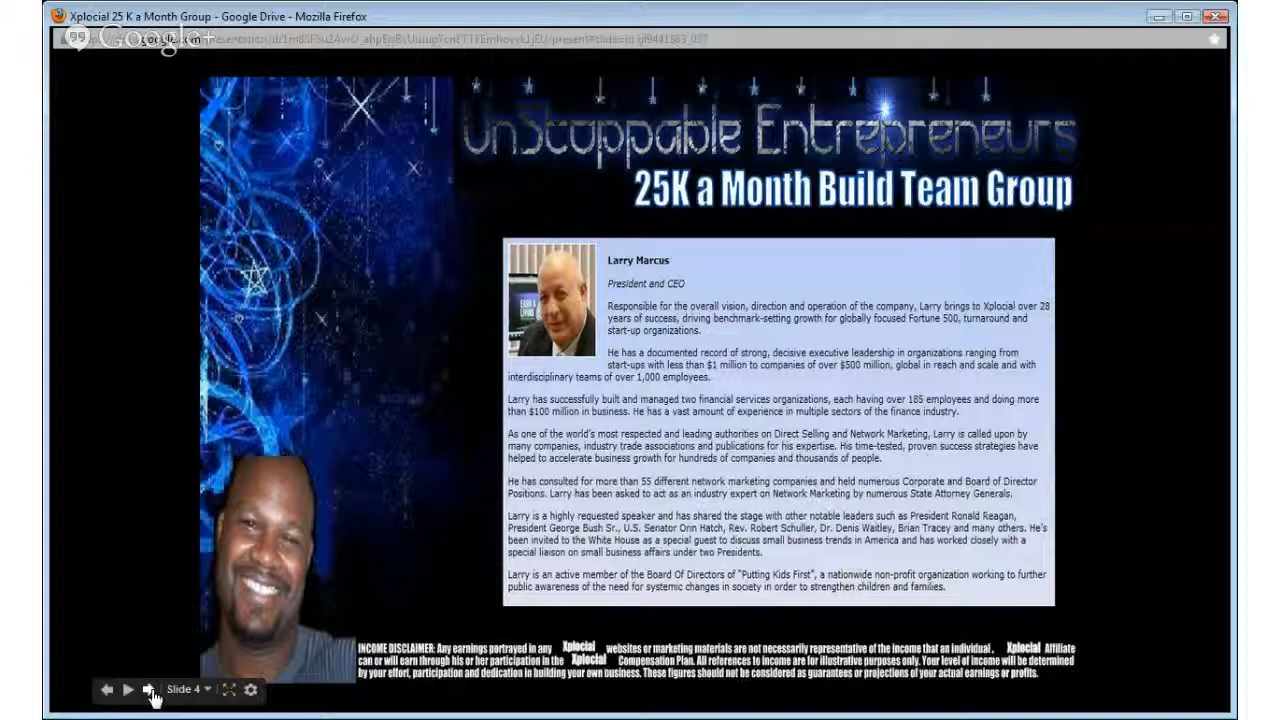 Xplocial 25 K a Month Group - Google Drive - Mozilla Firefox
Google+
google.com
UnStoppable Entrepreneurs
25K a Month Build Team Group
Larry Marcus
President and CEO
Responsible for the overall vision, direction and operation of the company, Larry brings to Xplocial over 28
years of success, driving benchmark-setting growth for globally focused Fortune 500, turnaround and
start-up organizations.
He has a documented record of strong, decisive executive leadership in organizations ranging from
start-ups with less than $1 million to companies of over $500 million, global in reach and scale and with
interdisciplinary teams of over 1,000 employees.
Larry has successfully built and managed two financial services organizations, each having over 185 employees and doing more
than $100 million in business. He has a vast amount of experience in multiple sectors of the finance industry.
As one of the world's most respected and leading authorities on Direct Selling and Network Marketing, Larry is called upon by
many companies, industry trade associations and publications for his expertise. His time-tested, proven success strategies have
helped to accelerate business growth for hundreds of companies and thousands of people.
He has consulted for more than 55 different network marketing companies and held numerous Corporate and Board of Director
Positions. Larry has been asked to act as an industry expert on Network Marketing by numerous State Attorney Generals.
Larry is a highly requested speaker and has shared the stage with other notable leaders such as President Ronald Reagan,
President George Bush Sr., U.S. Senator Orin Hatch, Rev. Robert Schuller, Dr. Denis Waitley, Brian Tracey and many others. He's
been invited to the White House as a special guest to discuss small business trends in America and has worked closely with a
special liaison on small business affairs under two Presidents.
Larry is an active member of the Board Of Directors of "Putting Kids First", a nationwide non-profit organization working to further
public awareness of the need for systemic changes in society in order to strengthen children and families.
INCOME DISCLAIMER: Any earnings portrayed in any Xplocial websites or marketing materials are not necessarily representative of the income that an individual, Xplocial Affiliate
can or will earn through his or her participation in the Xplocial Compensation Plan. All references to income are for illustrative purposes only. Your level of income will be determined
by your effort, participation and dedication in building your own business. These figures should not be considered as guarantees or projections of your actual earnings or profits.
Slide 4